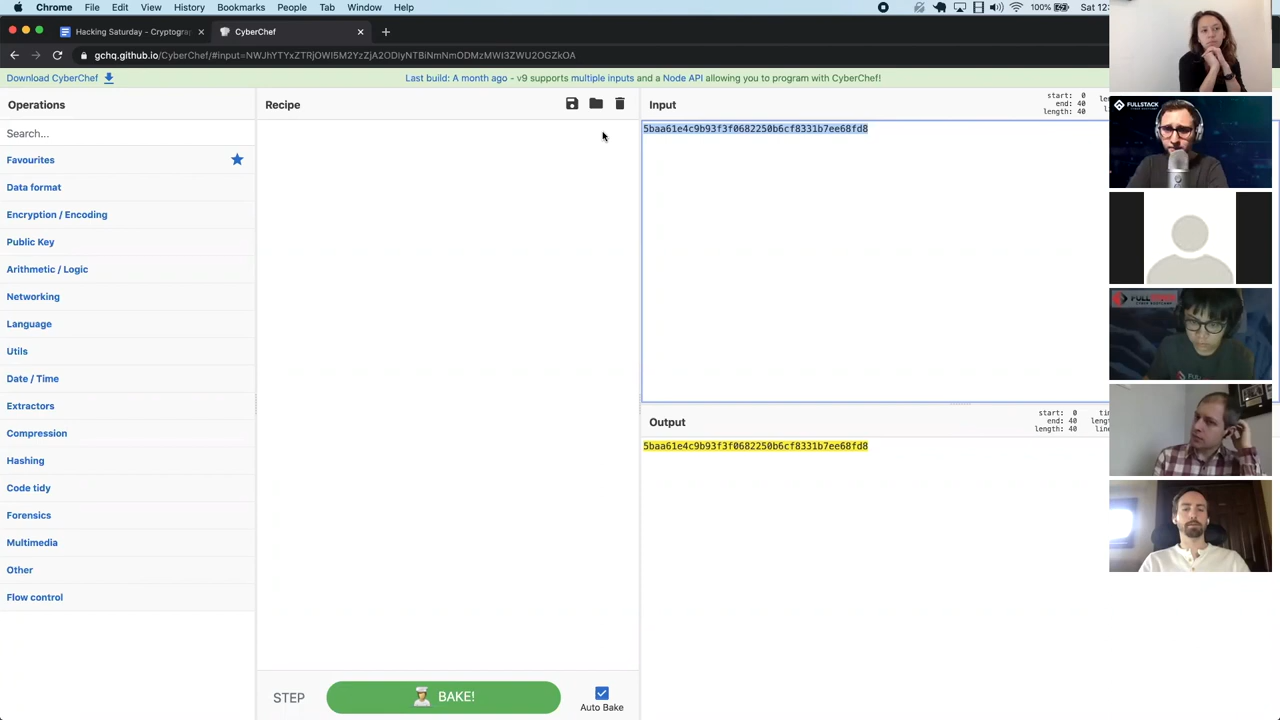 Chrome File Edit View History Bookmarks People Tab Window Help 100% Sat 12:
Hacking Saturday - Cryptogra CyberChef
gchq.github.io/CyberChef/#input=NWJhYTYxZTRjOWI5M2YzZjA2ODIyNTBiNmNmODMzMWI3ZWU2OGZkOA
Download CyberChef Last build: A month ago - v9 supports multiple inputs and a Node API allowing you to program with CyberChef!
Operations
Search...
Favourites
Data format
Encryption / Encoding
Public Key
Arithmetic / Logic
Networking
Language
Utils
Date / Time
Extractors
Compression
Hashing
Code tidy
Forensics
Multimedia
Other
Flow control
Recipe
STEP
BAKE!
Auto Bake
Input
start: 0
end: 40
length: 40
5baa61e4c9b93f3f0682250b6cf8331b7ee68fd8
Output
start: 0
end: 40
length: 40
5baa61e4c9b93f3f0682250b6cf8331b7ee68fd8
FULLSTACK